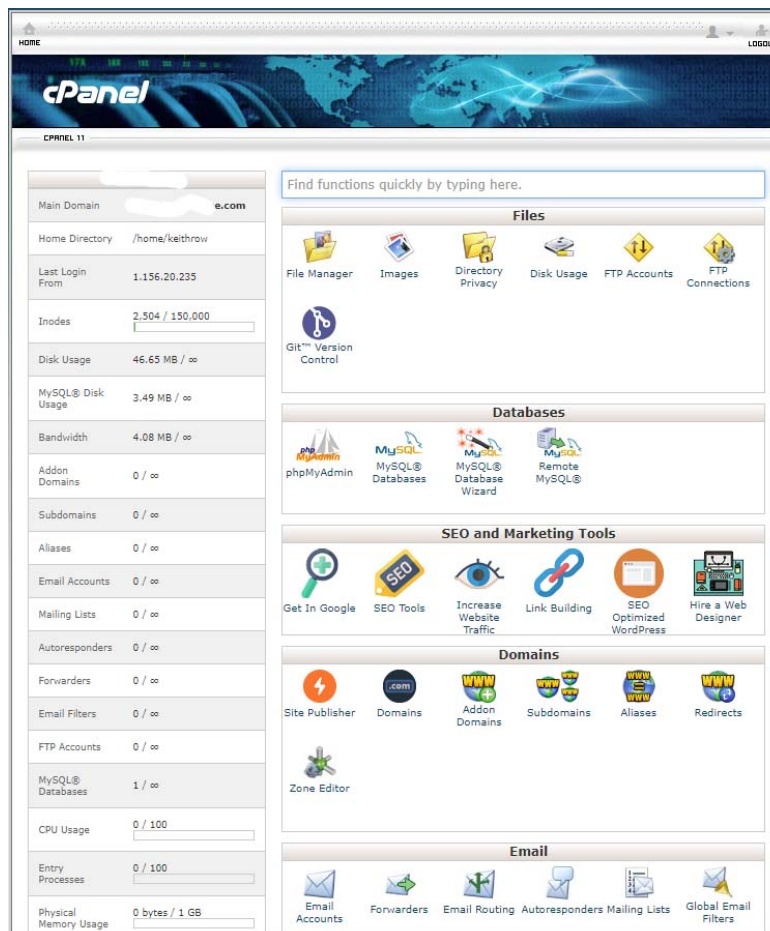 HOME
LOGOU
cPanel
CPANEL 11
Main Domain e.com
Home Directory /home/keithrow
Last Login From 1.156.20.235
Inodes 2,504 / 150,000
Disk Usage 46.65 MB / ∞
MySQL® Disk Usage 3.49 MB / ∞
Bandwidth 4.08 MB / ∞
Addon Domains 0 / ∞
Subdomains 0 / ∞
Aliases 0 / ∞
Email Accounts 0 / ∞
Mailing Lists 0 / ∞
Autoresponders 0 / ∞
Forwarders 0 / ∞
Email Filters 0 / ∞
FTP Accounts 0 / ∞
MySQL® Databases 1 / ∞
CPU Usage 0 / 100
Entry Processes 0 / 100
Physical Memory Usage 0 bytes / 1 GB
Find functions quickly by typing here.
Files
File Manager
Images
Directory Privacy
Disk Usage
FTP Accounts
FTP Connections
Git™ Version Control
Databases
phpMyAdmin
MySQL® Databases
MySQL® Database Wizard
Remote MySQL®
SEO and Marketing Tools
Get In Google
SEO Tools
Increase Website Traffic
Link Building
SEO Optimized WordPress
Hire a Web Designer
Domains
Site Publisher
Domains
Addon Domains
Subdomains
Aliases
Redirects
Zone Editor
Email
Email Accounts
Forwarders
Email Routing
Autoresponders
Mailing Lists
Global Email Filters